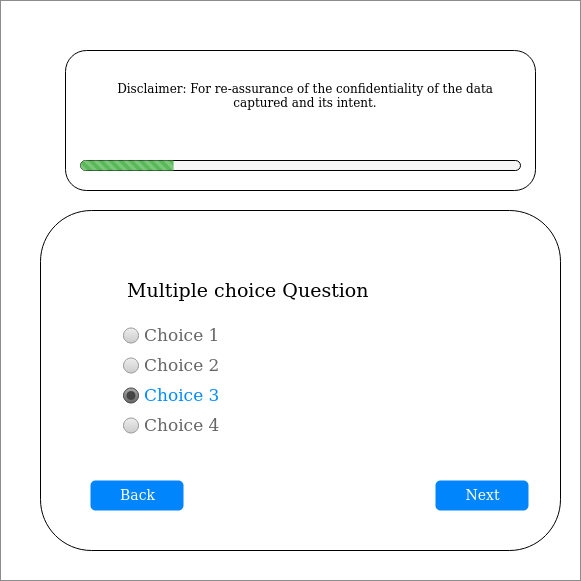 Disclaimer: For re-assurance of the confidentiality of the data
captured and its intent.
Multiple choice Question
Choice 1
Choice 2
Choice 3
Choice 4
Back
Next